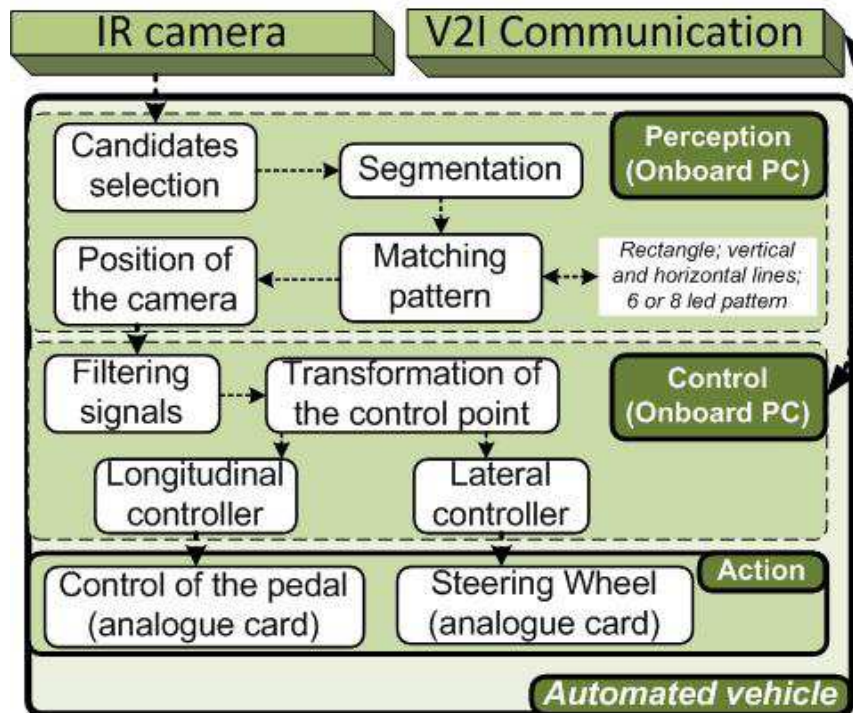 IR camera
V2I Communication
Perception
(Onboard PC)
Candidates
selection
Segmentation
Position of
the camera
Matching
pattern
Rectangle; vertical
and horizontal lines;
6 or 8 led pattern
Filtering
signals
Transformation of
the control point
Control
(Onboard PC)
Longitudinal
controller
Lateral
controller
Action
Control of the pedal
(analogue card)
Steering Wheel
(analogue card)
Automated vehicle